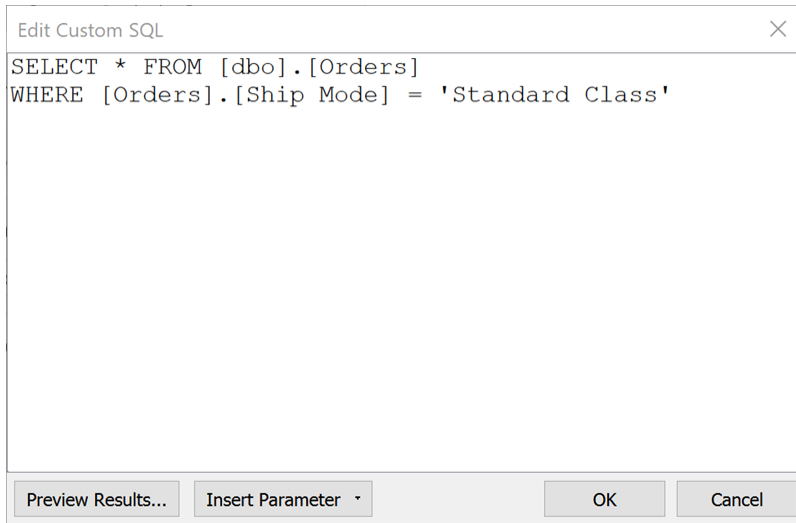 Edit Custom SQL
SELECT * FROM [dbo].[Orders]
WHERE [Orders].[Ship Mode] = 'Standard Class'
Preview Results... Insert Parameter OK Cancel